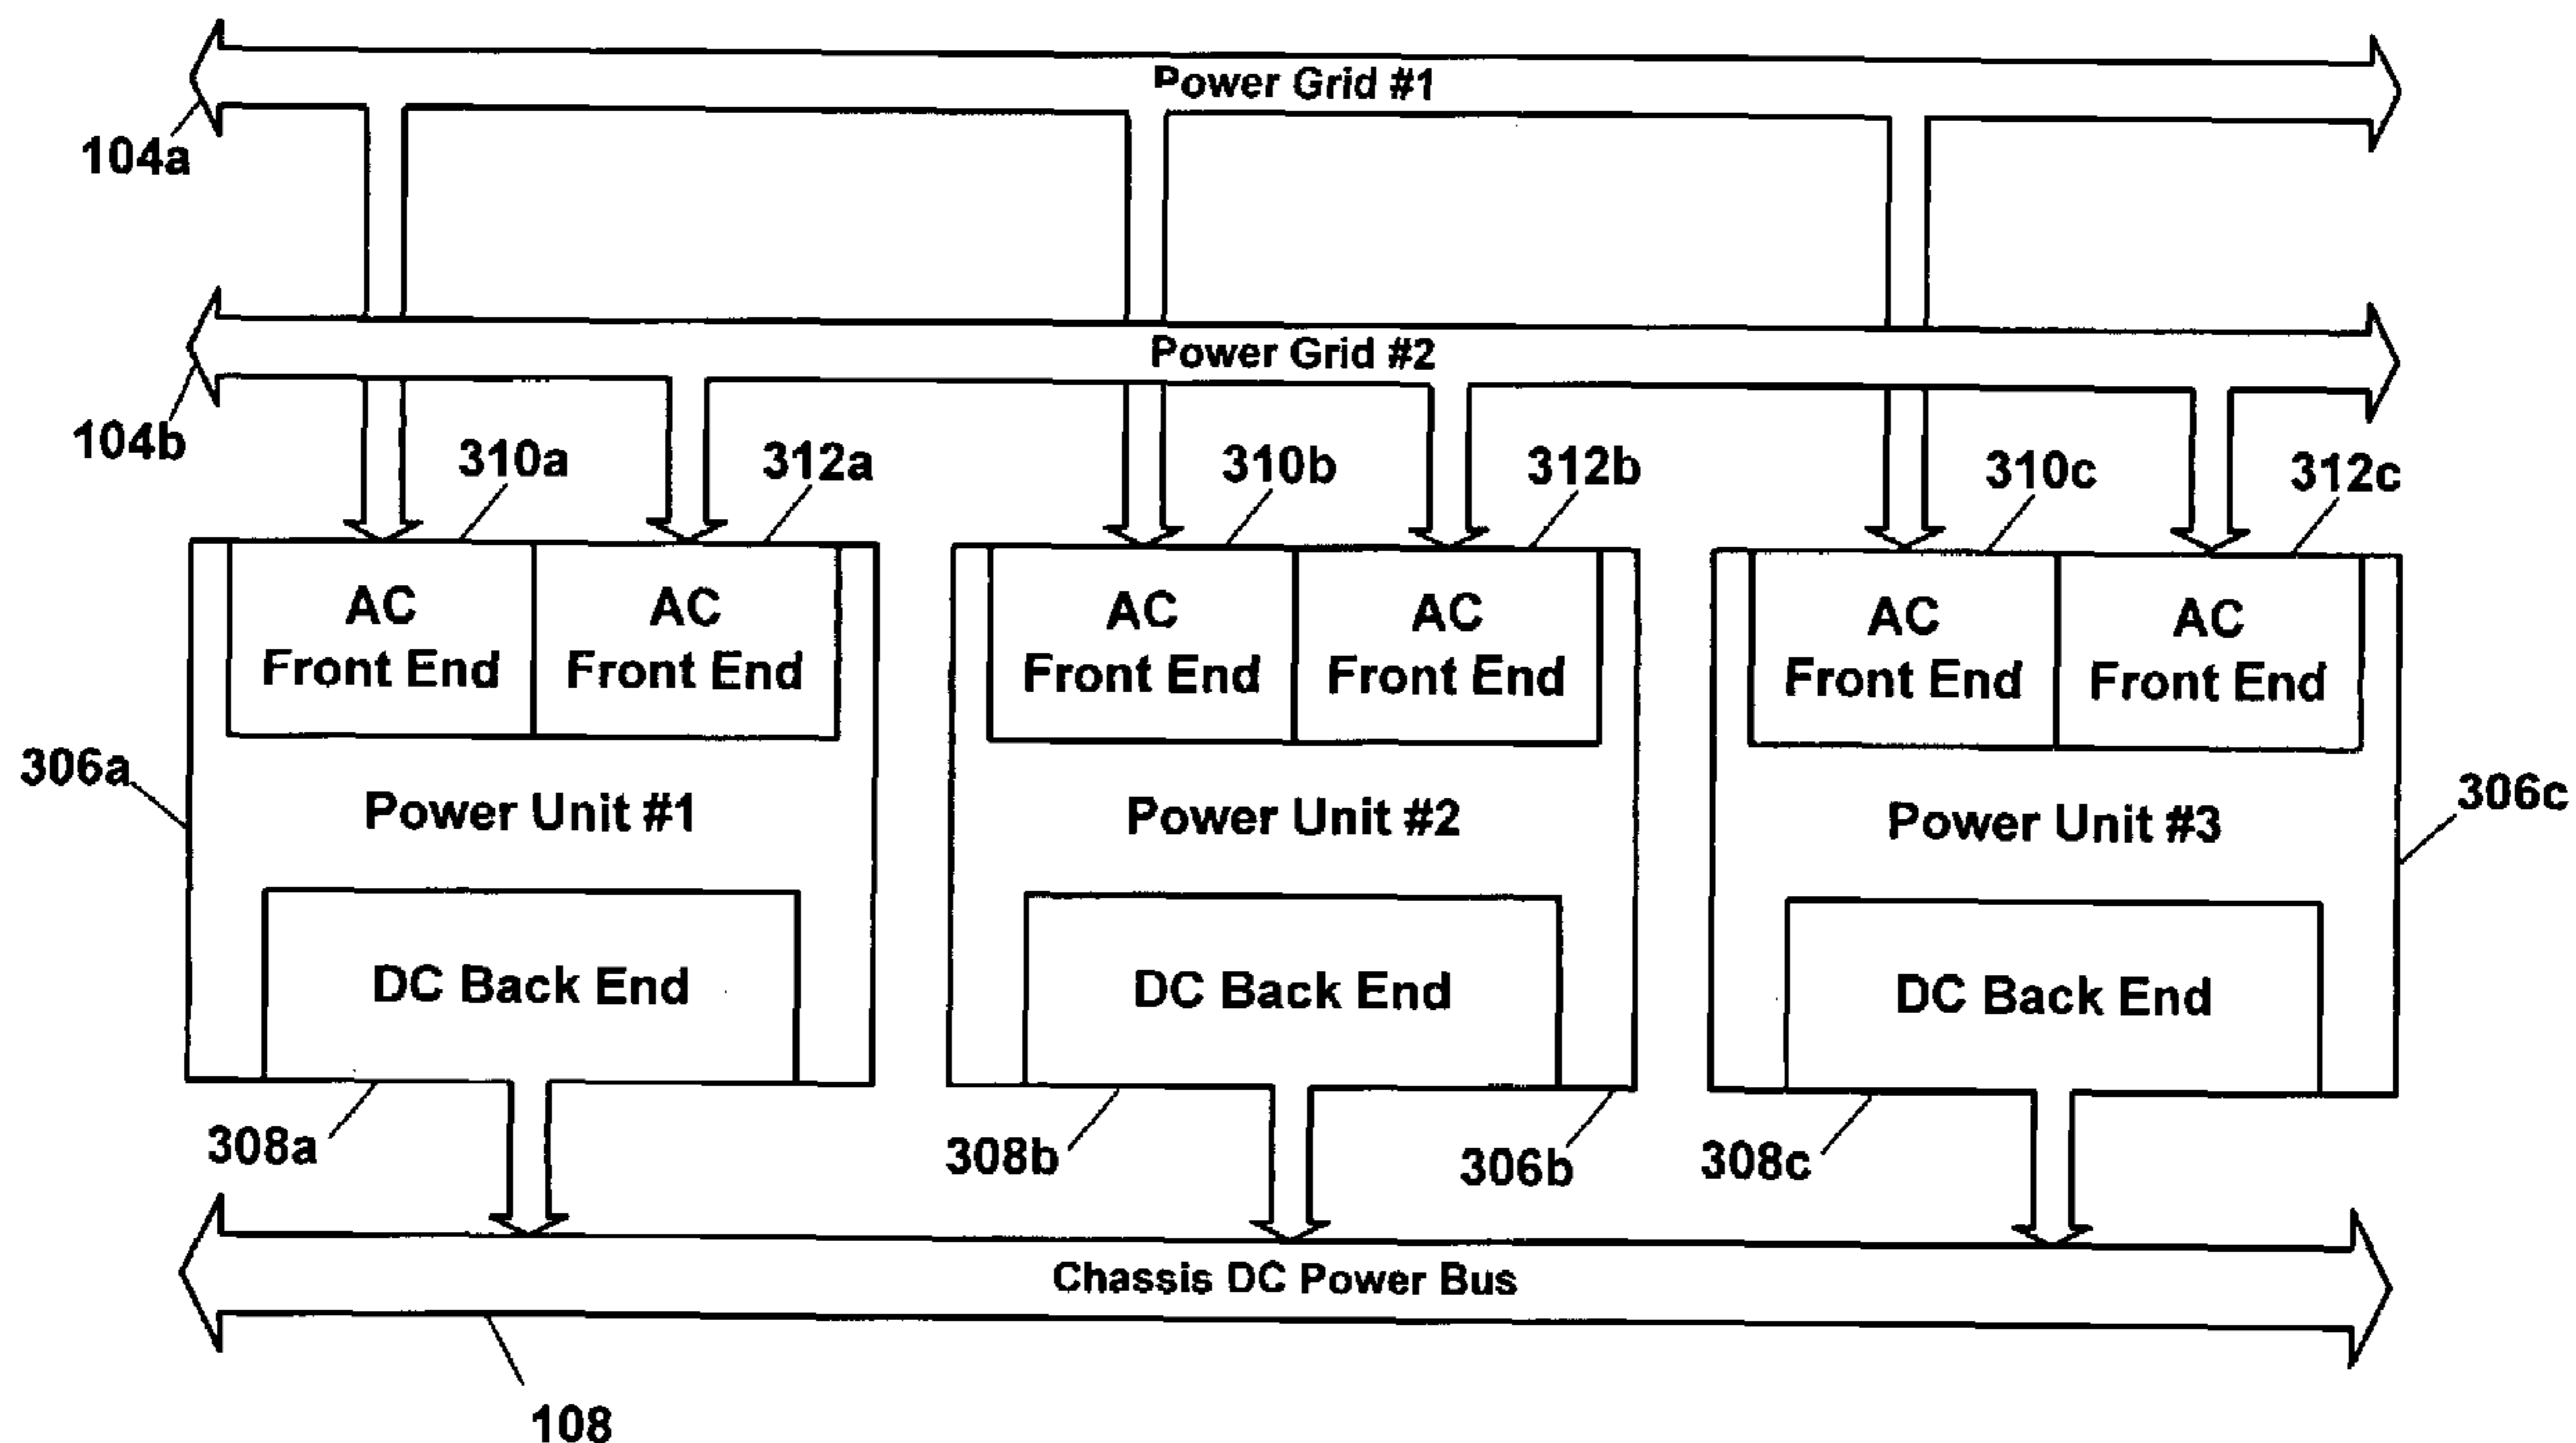 Power Grid #1
104a
Power Grid #2
104b
310a
312a
310b
312b
310c
312c
AC
Front End
AC
Front End
AC
Front End
AC
Front End
AC
Front End
AC
Front End
306a
Power Unit #1
Power Unit #2
Power Unit #3
306c
DC Back End
DC Back End
DC Back End
308a
308b
306b
308c
Chassis DC Power Bus
108